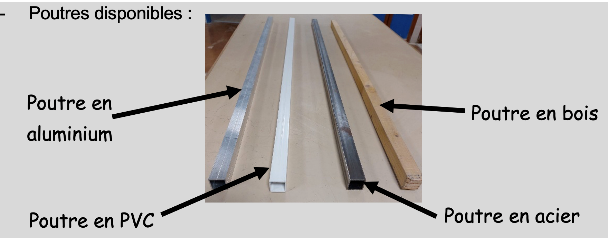 - Poutres disponibles :
Poutre en
aluminium
Poutre en bois
Poutre en PVC
Poutre en acier